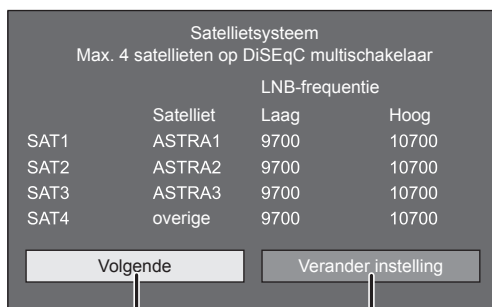 Satellietsysteem
Max. 4 satellieten op DiSEqC multischakelaar
LNB-frequentie
Satelliet Laag Hoog
SAT1 ASTRA1 9700 10700
SAT2 ASTRA2 9700 10700
SAT3 ASTRA3 9700 10700
SAT4 overige 9700 10700
Volgende Verander instelling